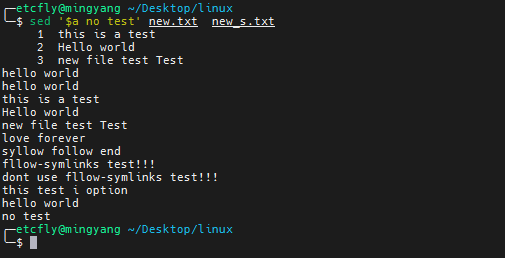 ╭─etcfly@mingyang ~/Desktop/linux
╰─$ sed '$a no test' new.txt  new_s.txt
     1  this is a test
     2  Hello world
     3  new file test Test
hello world
hello world
this is a test
Hello world
new file test Test
love forever
syllow follow end
fllow-symlinks test!!!
dont use fllow-symlinks test!!!
this test i option
hello world
no test
╭─etcfly@mingyang ~/Desktop/linux
╰─$